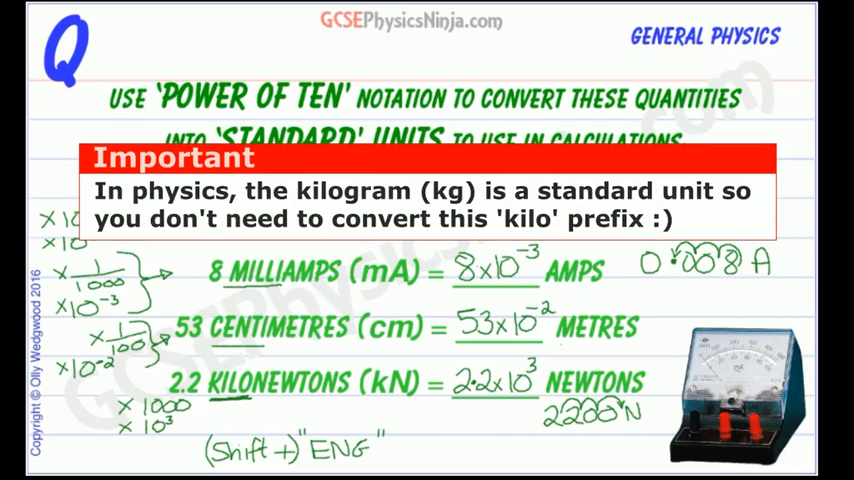 GCSEPhysicsNinja.com
Q
GENERAL PHYSICS
USE 'POWER OF TEN' NOTATION TO CONVERT THESE QUANTITIES
INTO 'STANDARD' UNITS TO USE IN CALCULATIONS
Important
In physics, the kilogram (kg) is a standard unit so
you don't need to convert this 'kilo' prefix :)
×10
×10
× 1/1000
×10⁻³
8 MILLIAMPS (mA) = 8×10⁻³ AMPS
0.008 A
× 1/100
×10⁻²
53 CENTIMETRES (cm) = 53×10⁻² METRES
2.2 KILONEWTONS (kN) = 2.2×10³ NEWTONS
2200 N
× 1000
× 10³
(Shift +) "ENG"
mA
Copyright © Olly Wedgwood 2016
GCSEPhysicsNinja.com